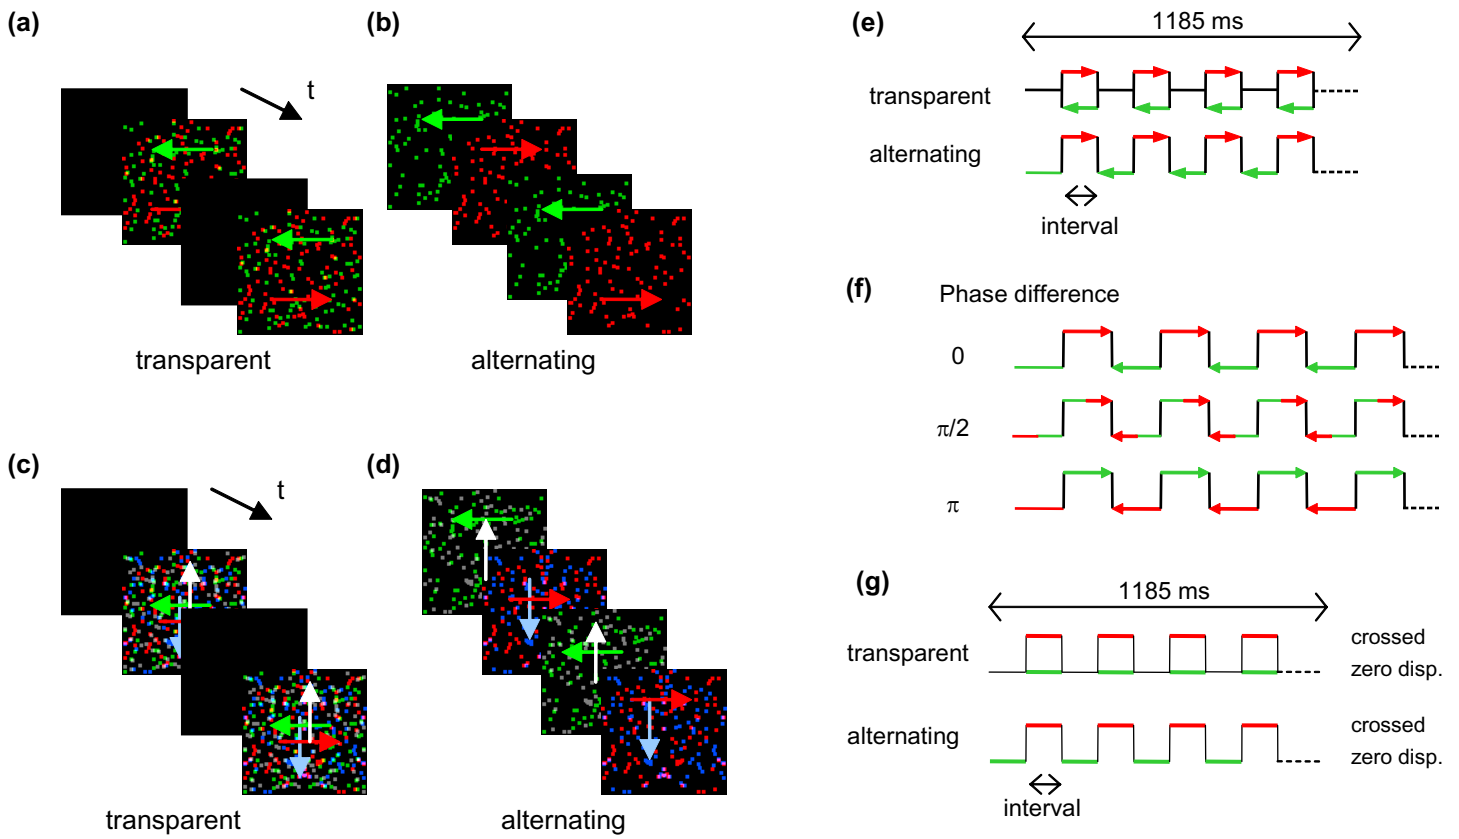 (a)
t
transparent
(b)
alternating
(c)
t
transparent
(d)
alternating
(e)
1185 ms
transparent
alternating
interval
(f)
Phase difference
0
π/2
π
(g)
1185 ms
transparent
crossed
zero disp.
alternating
crossed
zero disp.
interval